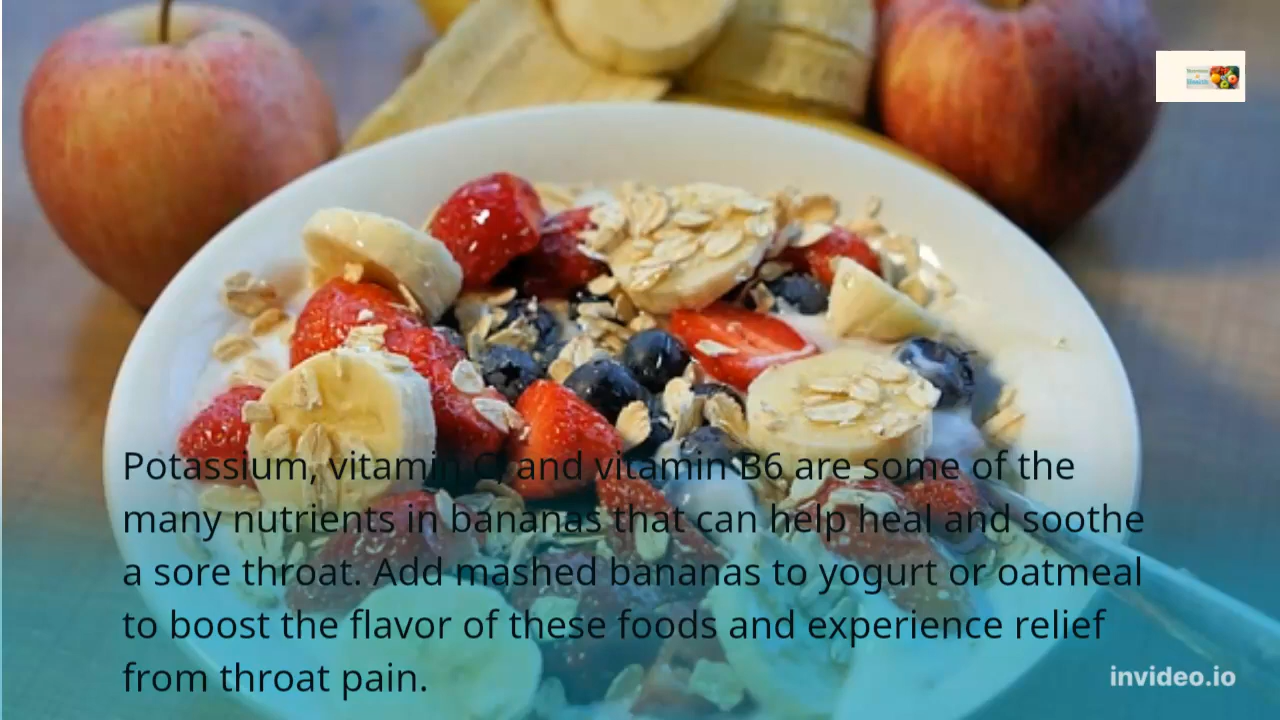 Potassium, vitamin C, and vitamin B6 are some of the
many nutrients in bananas that can help heal and soothe
a sore throat. Add mashed bananas to yogurt or oatmeal
to boost the flavor of these foods and experience relief
from throat pain.
invideo.io